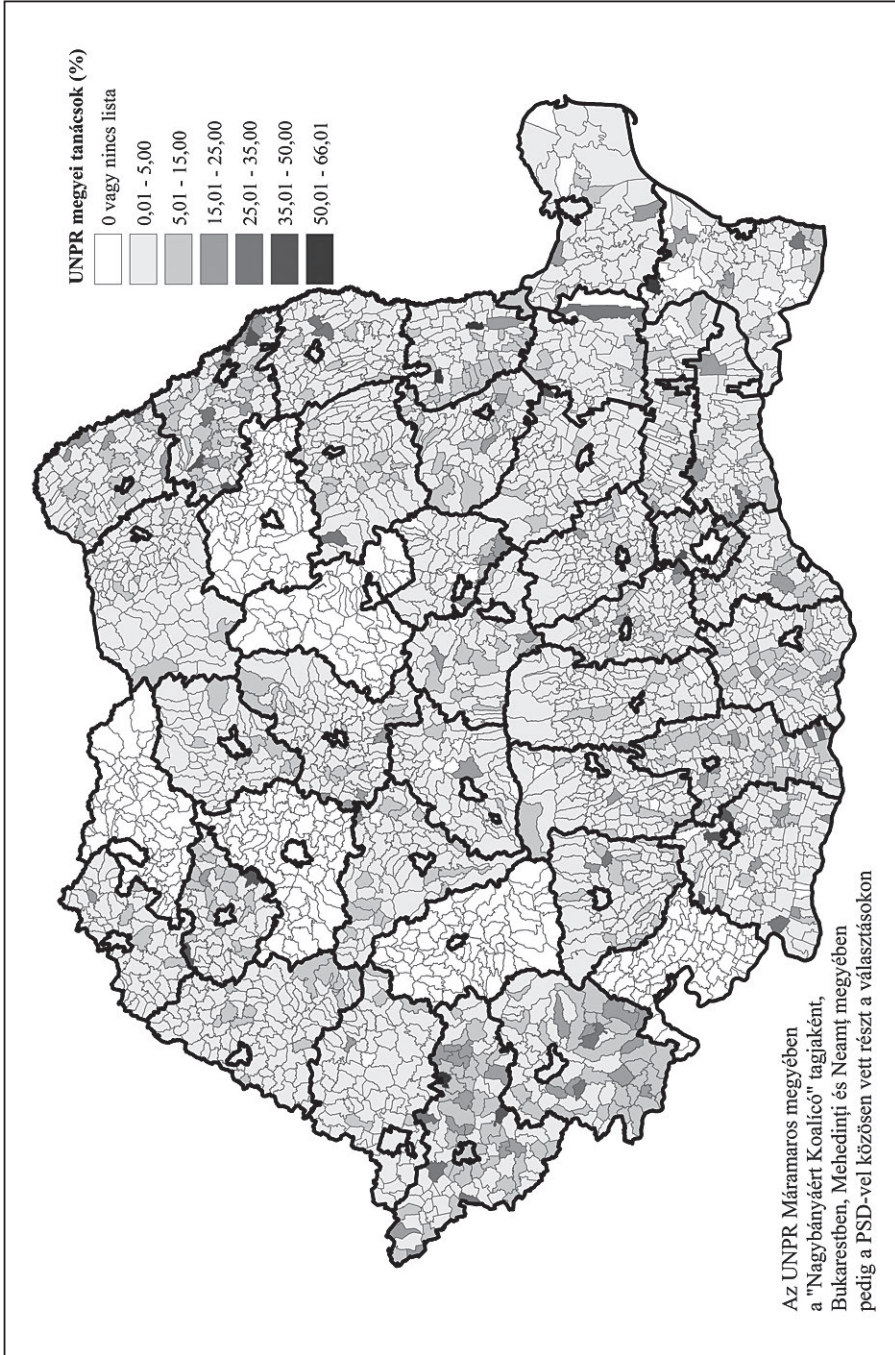 UNPR megyei tanácsok (%)
0 vagy nincs lista
0,01 - 5,00
5,01 - 15,00
15,01 - 25,00
25,01 - 35,00
35,01 - 50,00
50,01 - 66,01
Az UNPR Máramaros megyében
a "Nagybányáért Koalícó" tagjaként,
Bukarestben, Mehedinți és Neamț megyében
pedig a PSD-vel közösen vett részt a választásokon